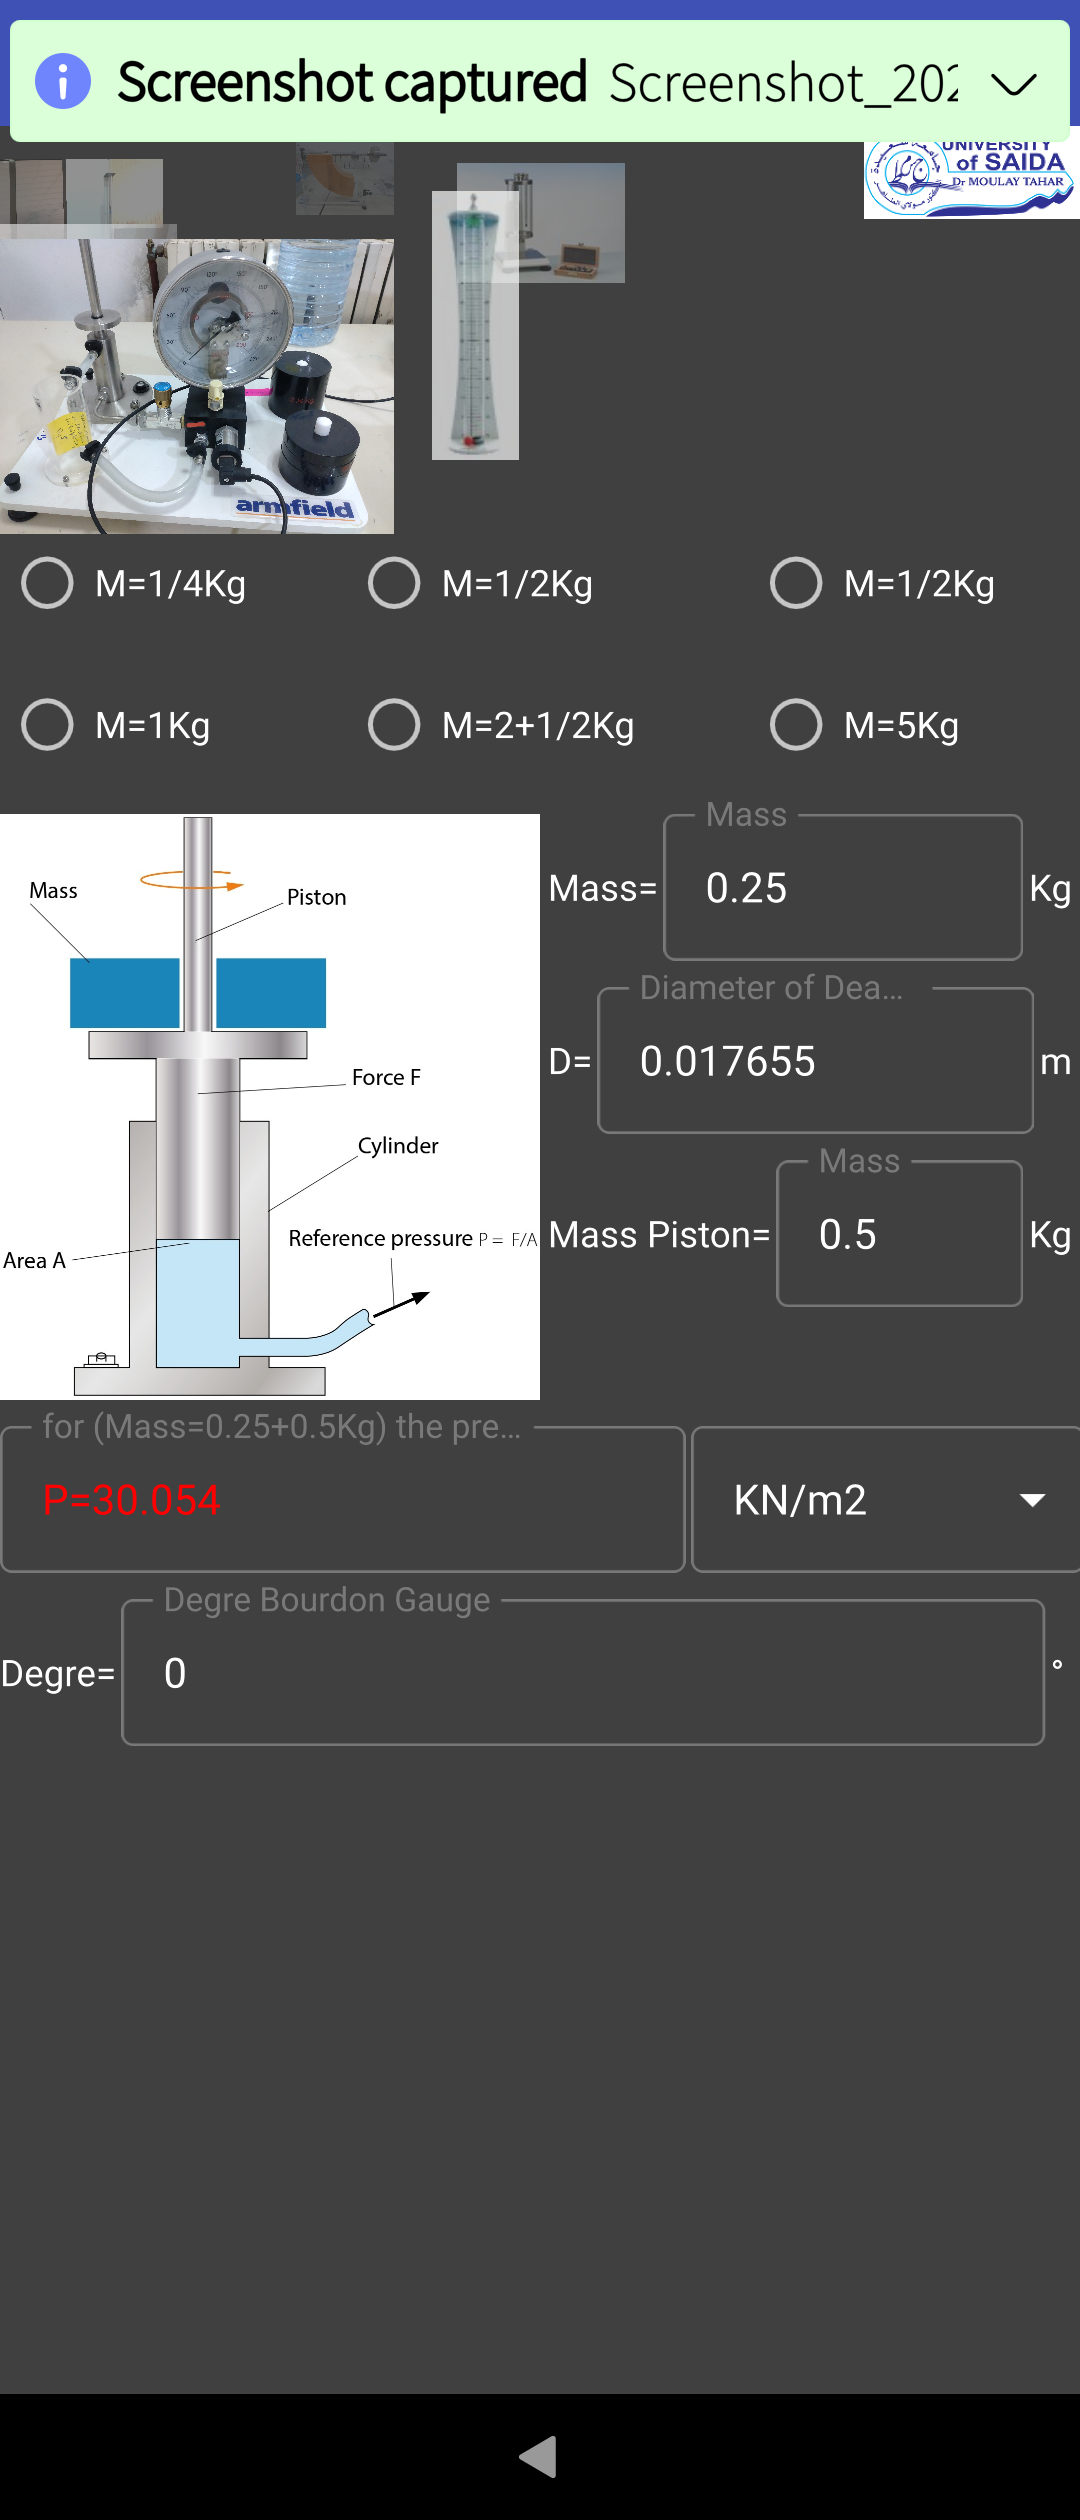 Screenshot captured Screenshot_202
UNIVERSITY
of SAIDA
Dr MOULAY TAHAR
armfield
M=1/4Kg
M=1/2Kg
M=1/2Kg
M=1Kg
M=2+1/2Kg
M=5Kg
Mass
Piston
Force F
Cylinder
Reference pressure P = F/A
Area A
Mass
Mass= 0.25 Kg
Diameter of Dea...
D= 0.017655 m
Mass
Mass Piston= 0.5 Kg
for (Mass=0.25+0.5Kg) the pre...
P=30.054
KN/m2
Degre Bourdon Gauge
Degre= 0 °